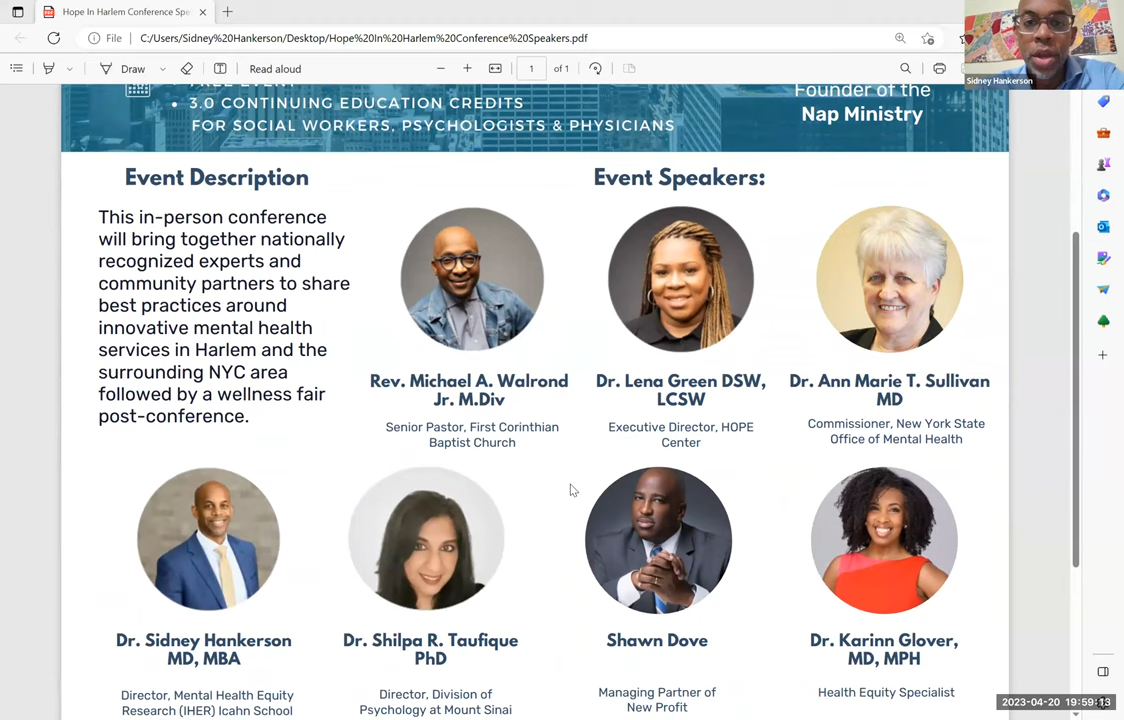 Hope In Harlem Conference Spe
File
C:/Users/Sidney%20Hankerson/Desktop/Hope%20In%20Harlem%20Conference%20Speakers.pdf
Draw
Read aloud
1
of 1
Sidney Hankerson
FREE EVENT
• 3.0 CONTINUING EDUCATION CREDITS
FOR SOCIAL WORKERS, PSYCHOLOGISTS & PHYSICIANS
Founder of the
Nap Ministry
Event Description
This in-person conference
will bring together nationally
recognized experts and
community partners to share
best practices around
innovative mental health
services in Harlem and the
surrounding NYC area
followed by a wellness fair
post-conference.
Event Speakers:
Rev. Michael A. Walrond
Jr. M.Div
Senior Pastor, First Corinthian
Baptist Church
Dr. Lena Green DSW,
LCSW
Executive Director, HOPE
Center
Dr. Ann Marie T. Sullivan
MD
Commissioner, New York State
Office of Mental Health
Dr. Sidney Hankerson
MD, MBA
Director, Mental Health Equity
Research (IHER) Icahn School
Dr. Shilpa R. Taufique
PhD
Director, Division of
Psychology at Mount Sinai
Shawn Dove
Managing Partner of
New Profit
Dr. Karinn Glover,
MD, MPH
Health Equity Specialist
2023-04-20 19:59:13